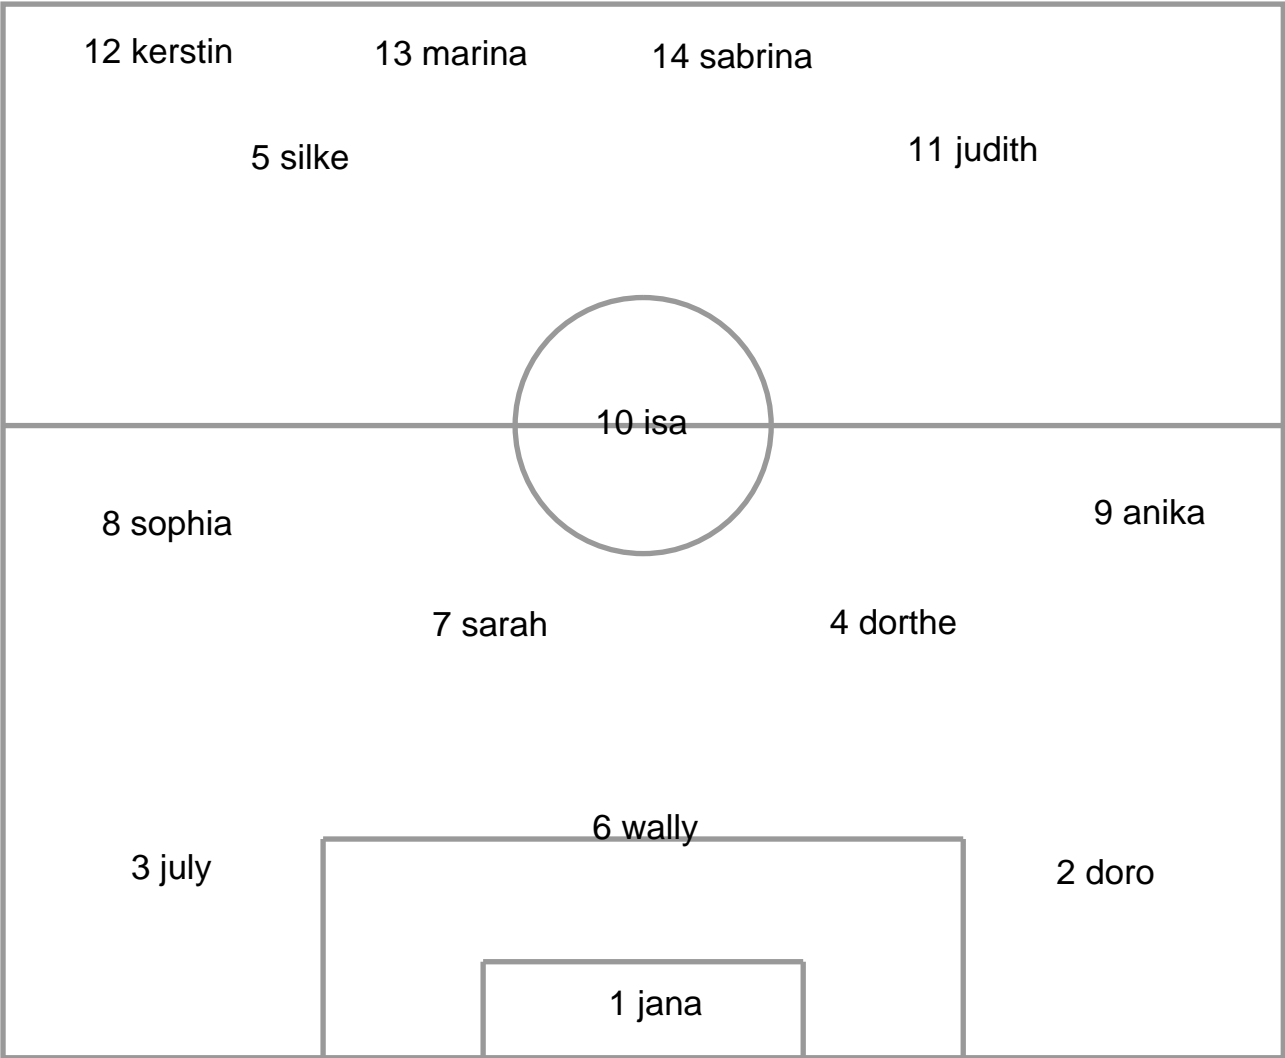 12 kerstin
13 marina
14 sabrina
11 judith
5 silke
10 isa
9 anika
8 sophia
4 dorthe
7 sarah
6 wally
3 july
2 doro
1 jana